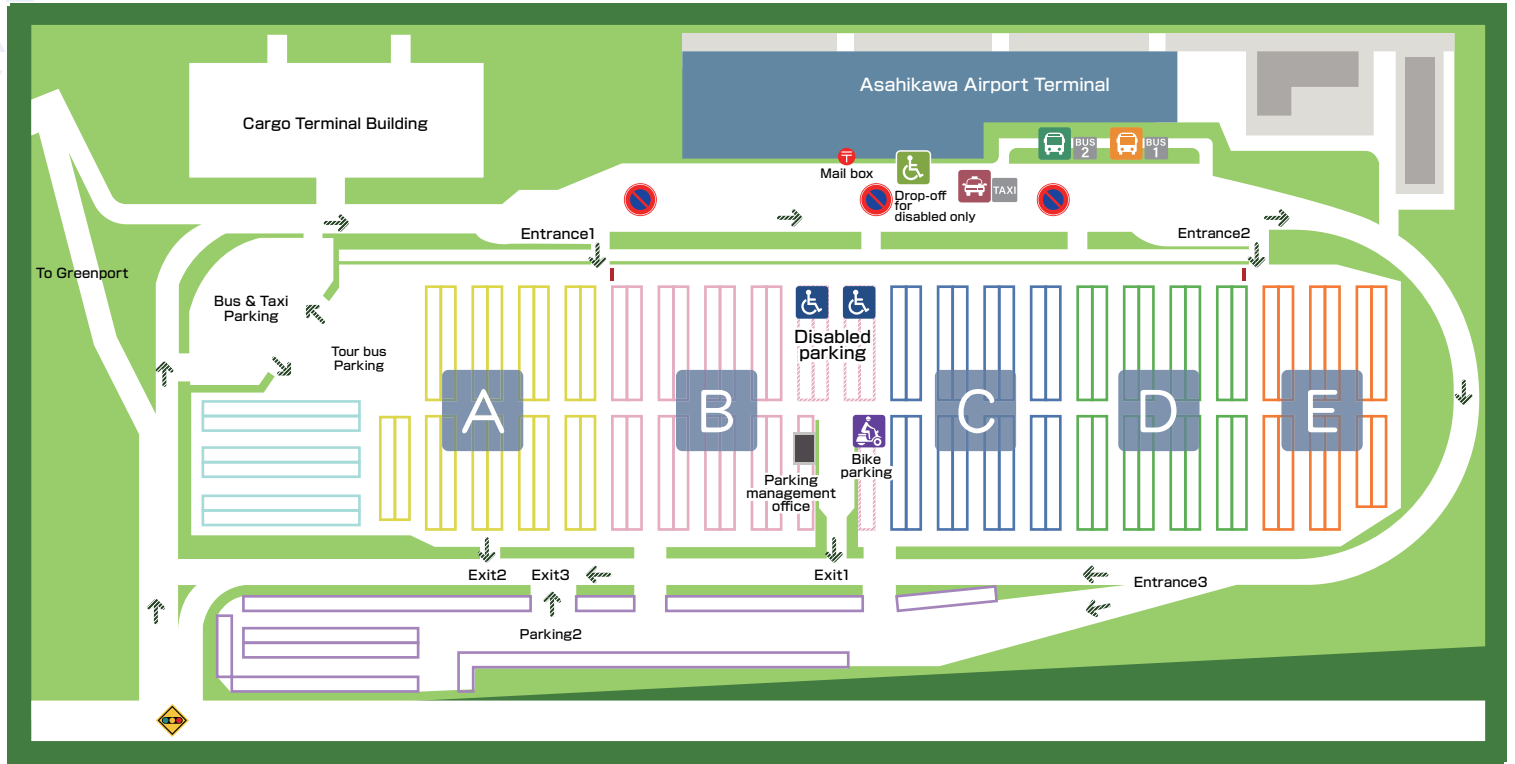 Asahikawa Airport Terminal
Cargo Terminal Building
BUS
2
BUS
1
〒
Mail box
TAXI
Drop-off
for
disabled only
Entrance1
Entrance2
To Greenport
Bus & Taxi
Parking
Tour bus
Parking
Disabled
parking
A
B
C
D
E
Bike
parking
Parking
management
office
Exit2
Exit3
Exit1
Entrance3
Parking2